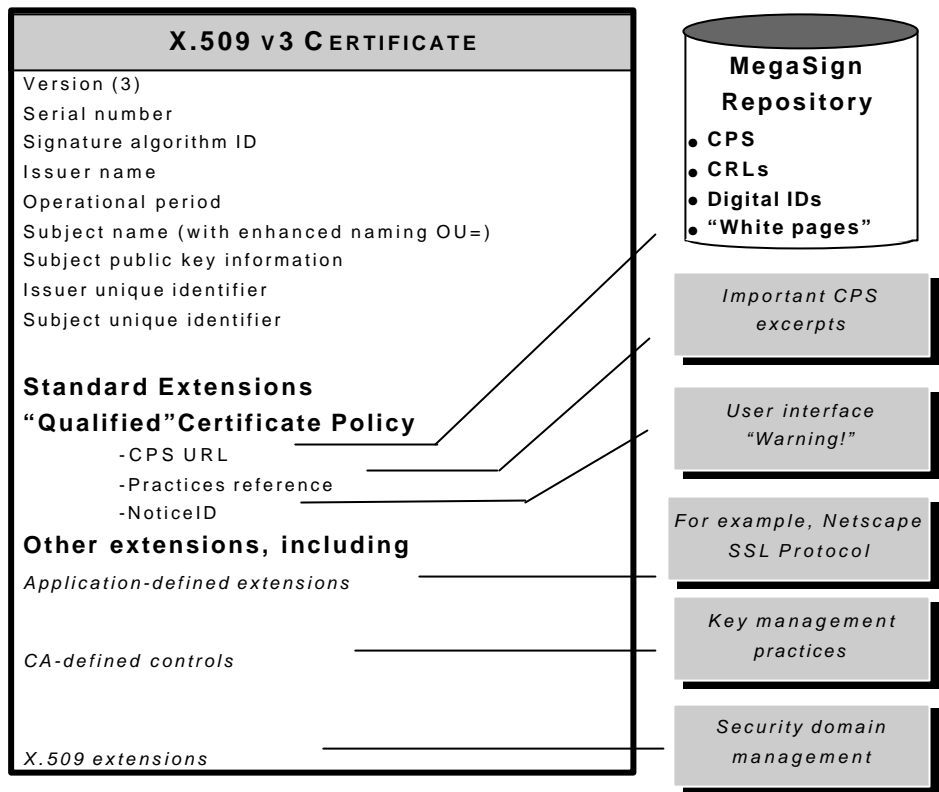 X.509 V3 CERTIFICATE
Version (3)
Serial number
Signature algorithm ID
Issuer name
Operational period
Subject name (with enhanced naming OU=)
Subject public key information
Issuer unique identifier
Subject unique identifier
Standard Extensions
“Qualified”Certificate Policy
-CPS URL
-Practices reference
-NoticeID
Other extensions, including
Application-defined extensions
CA-defined controls
X.509 extensions
MegaSign
Repository
• CPS
• CRLs
• Digital IDs
• “White pages”
Important CPS
excerpts
User interface
“Warning!”
For example, Netscape
SSL Protocol
Key management
practices
Security domain
management